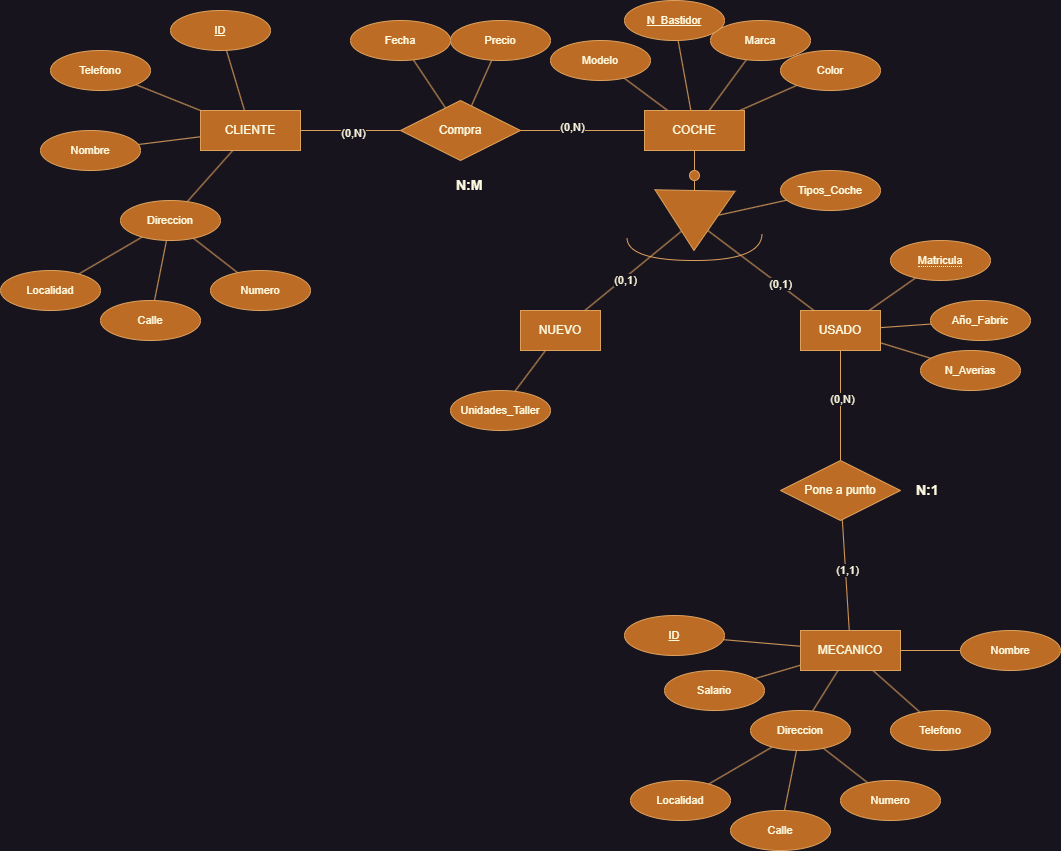 ID
N_Bastidor
Fecha
Precio
Marca
Telefono
Modelo
Color
CLIENTE
(0,N)
Compra
(0,N)
COCHE
Nombre
N:M
Tipos_Coche
Direccion
Matricula
Localidad
Numero
(0,1)
(0,1)
Calle
NUEVO
USADO
Año_Fabric
N_Averias
Unidades_Taller
(0,N)
Pone a punto
N:1
(1,1)
ID
MECANICO
Nombre
Salario
Direccion
Telefono
Localidad
Numero
Calle